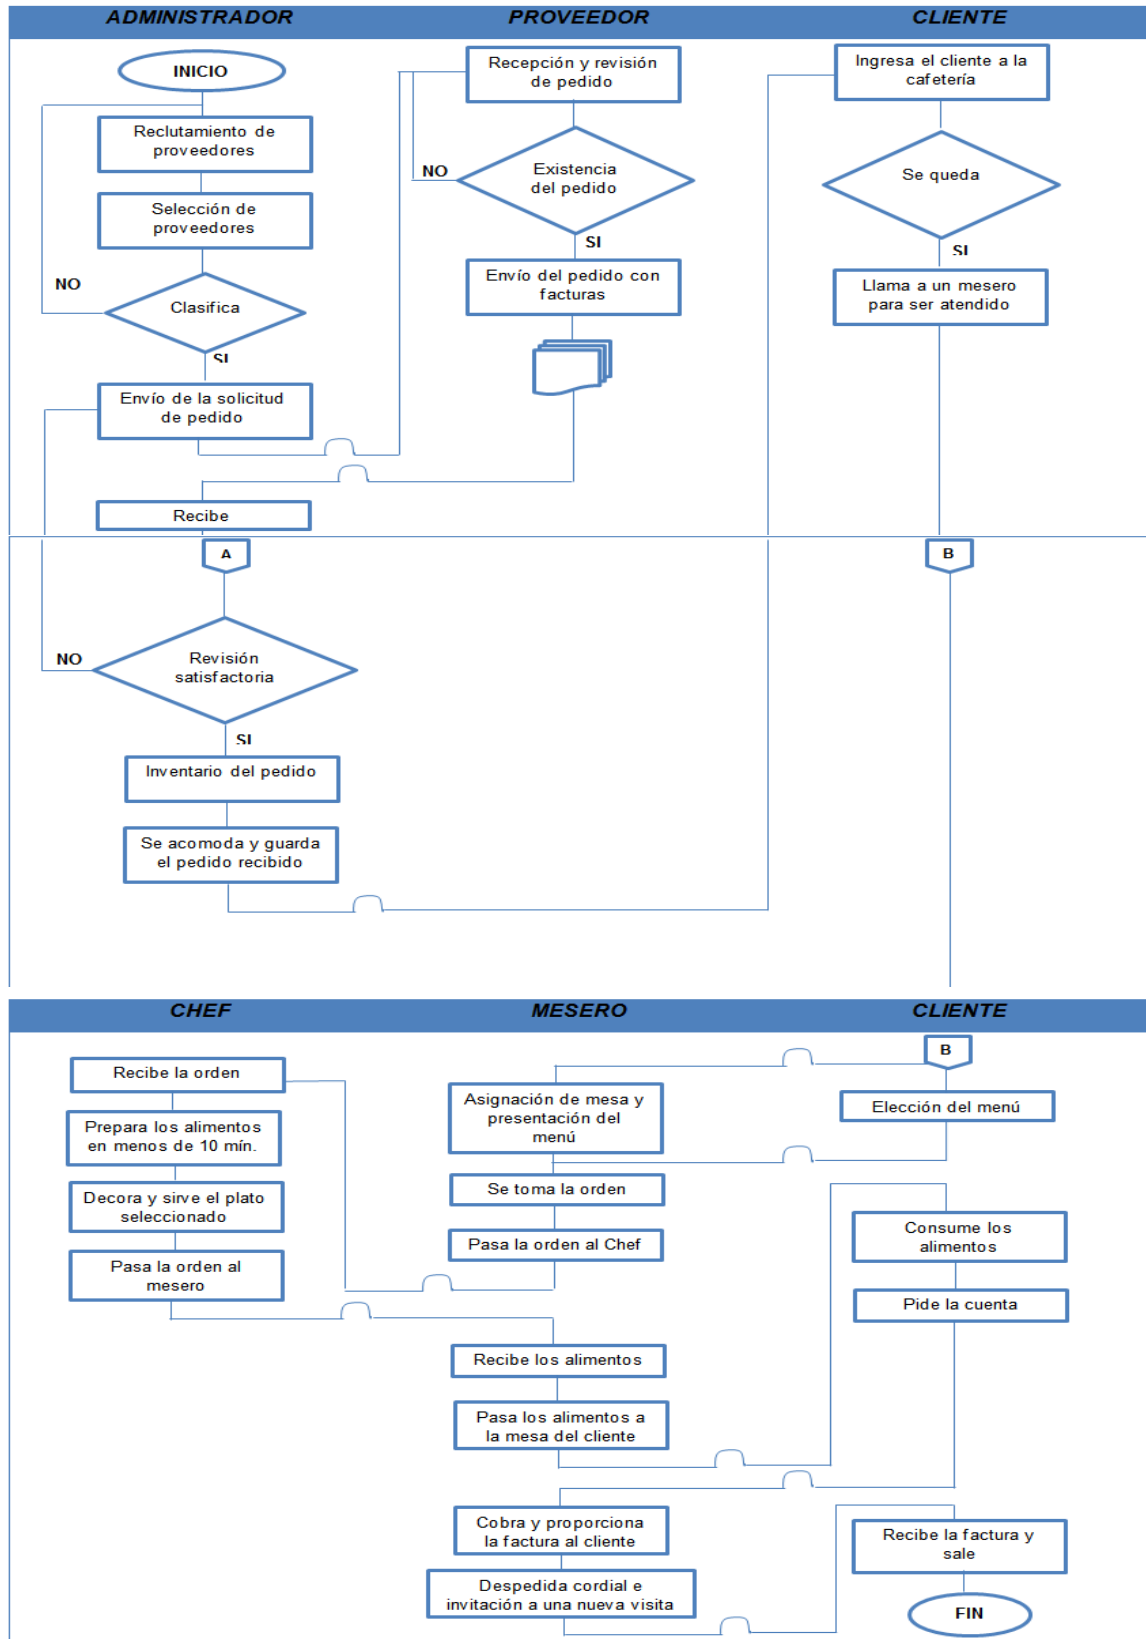 ADMINISTRADOR
PROVEEDOR
CLIENTE
INICIO
Reclutamiento de
proveedores
Selección de
proveedores
NO
Clasifica
SI
Envío de la solicitud
de pedido
Recibe
Recepción y revisión
de pedido
NO
Existencia
del pedido
SI
Envío del pedido con
facturas
Ingresa el cliente a la
cafetería
Se queda
SI
Llama a un mesero
para ser atendido
A
B
NO
Revisión
satisfactoria
SI
Inventario del pedido
Se acomoda y guarda
el pedido recibido
CHEF
MESERO
CLIENTE
Recibe la orden
Prepara los alimentos
en menos de 10 mín.
Decora y sirve el plato
seleccionado
Pasa la orden al
mesero
Asignación de mesa y
presentación del
menú
Se toma la orden
Pasa la orden al Chef
Recibe los alimentos
Pasa los alimentos a
la mesa del cliente
Cobra y proporciona
la factura al cliente
Despedida cordial e
invitación a una nueva visita
B
Elección del menú
Consume los
alimentos
Pide la cuenta
Recibe la factura y
sale
FIN